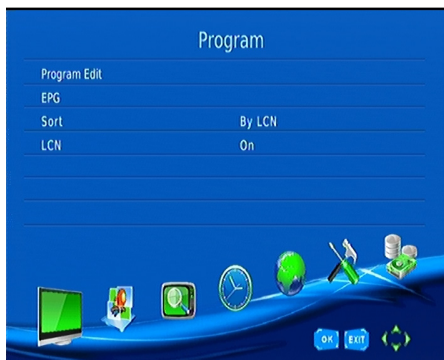 Program
Program Edit
EPG
Sort By LCN
LCN On
OK EXIT